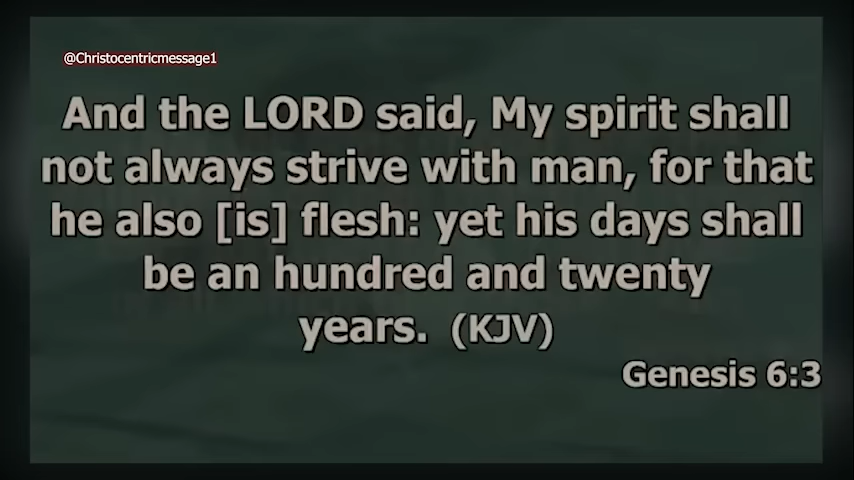 @Christocentricmessage1
And the LORD said, My spirit shall
not always strive with man, for that
he also [is] flesh: yet his days shall
be an hundred and twenty
years. (KJV)
Genesis 6:3